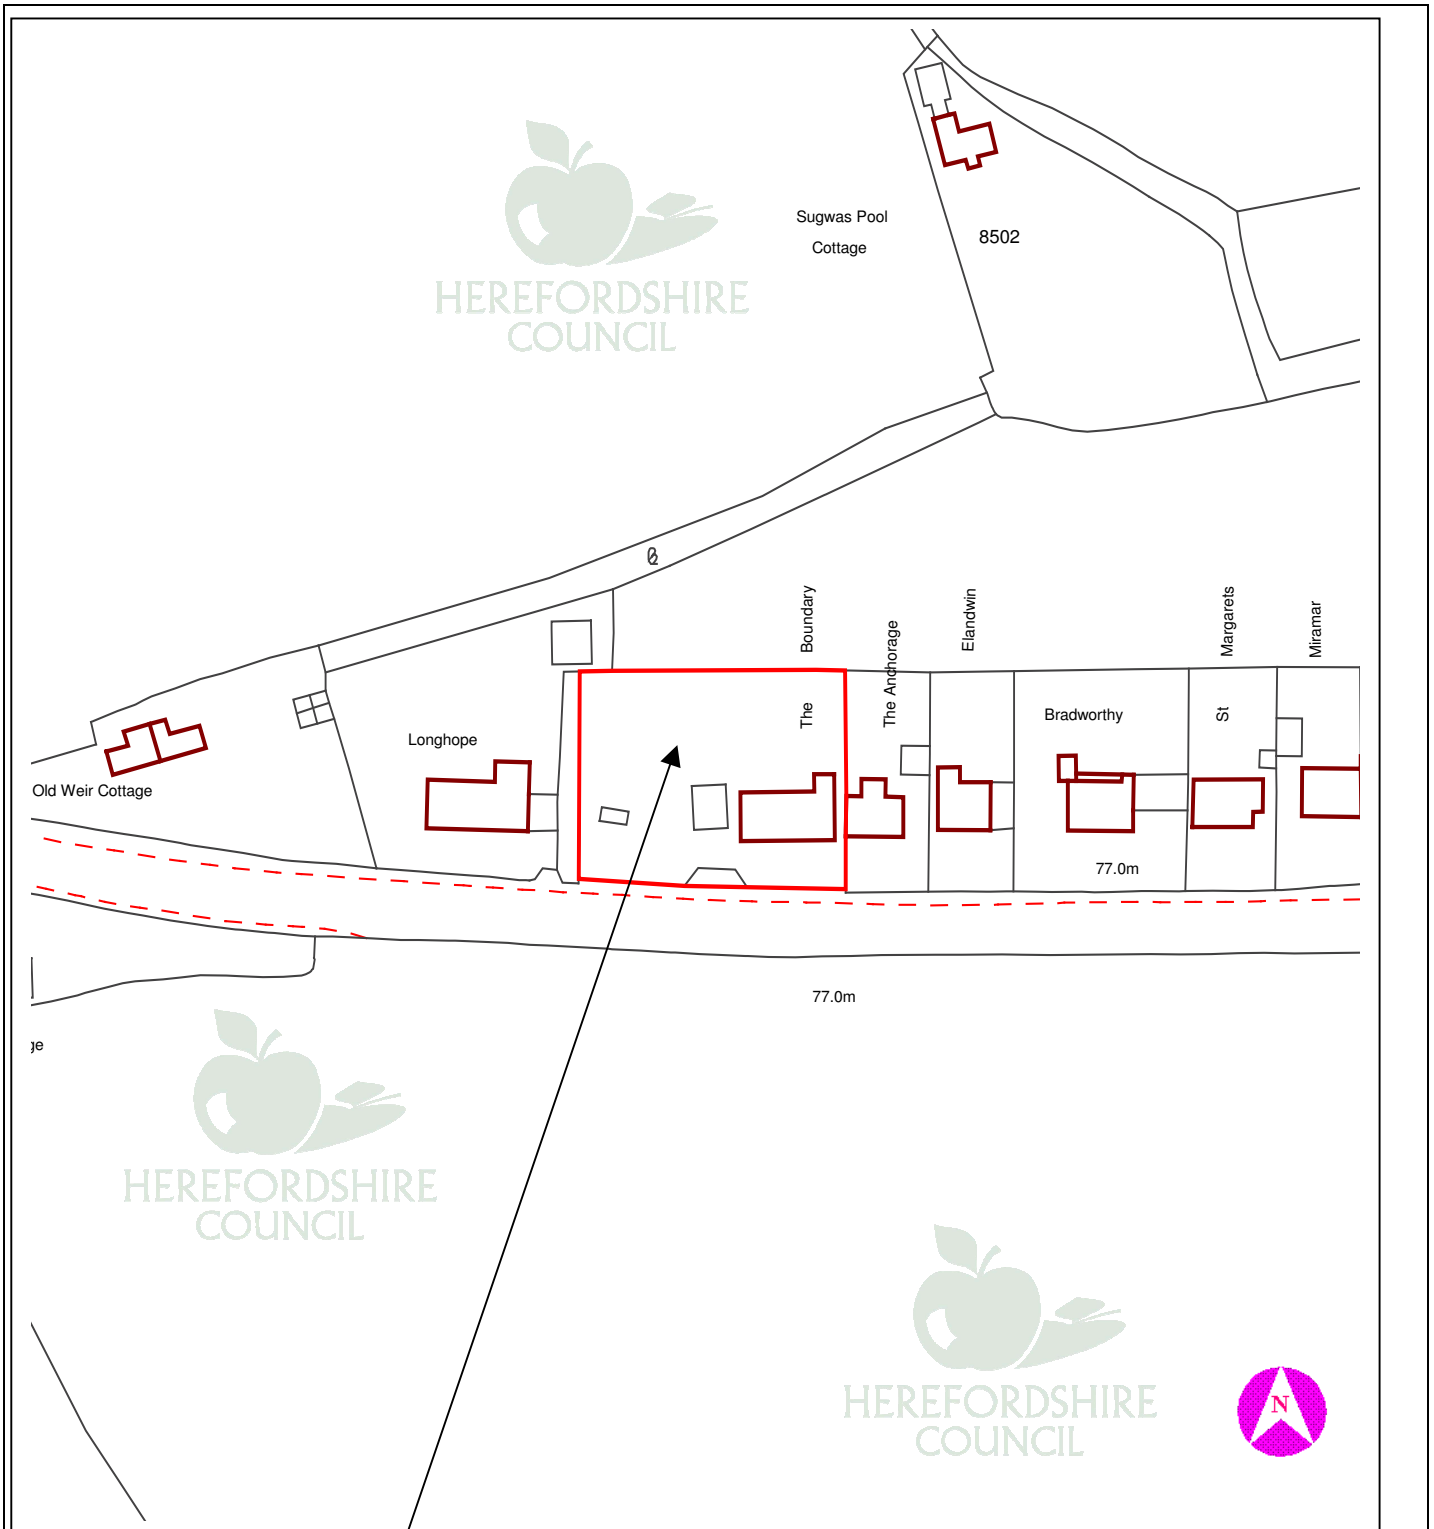 HEREFORDSHIRE
COUNCIL
Sugwas Pool
Cottage
8502
The Boundary
The Anchorage
Elandwin
St Margarets
Miramar
Bradworthy
Longhope
Old Weir Cottage
77.0m
77.0m
ge
HEREFORDSHIRE
COUNCIL
HEREFORDSHIRE
COUNCIL
N